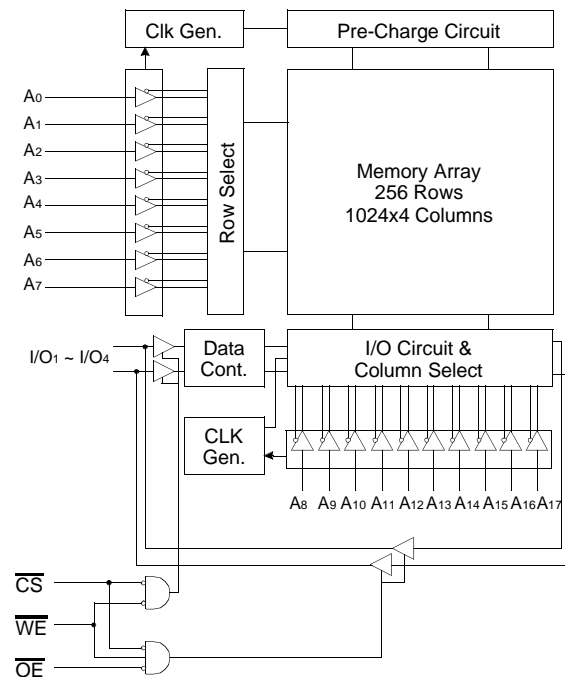 Clk Gen.
Pre-Charge Circuit
A0
A1
A2
A3
A4
A5
A6
A7
Row Select
Memory Array
256 Rows
1024x4 Columns
I/O1 ~ I/O4
Data
Cont.
I/O Circuit &
Column Select
CLK
Gen.
A8 A9 A10 A11 A12 A13 A14 A15 A16 A17
CS
WE
OE